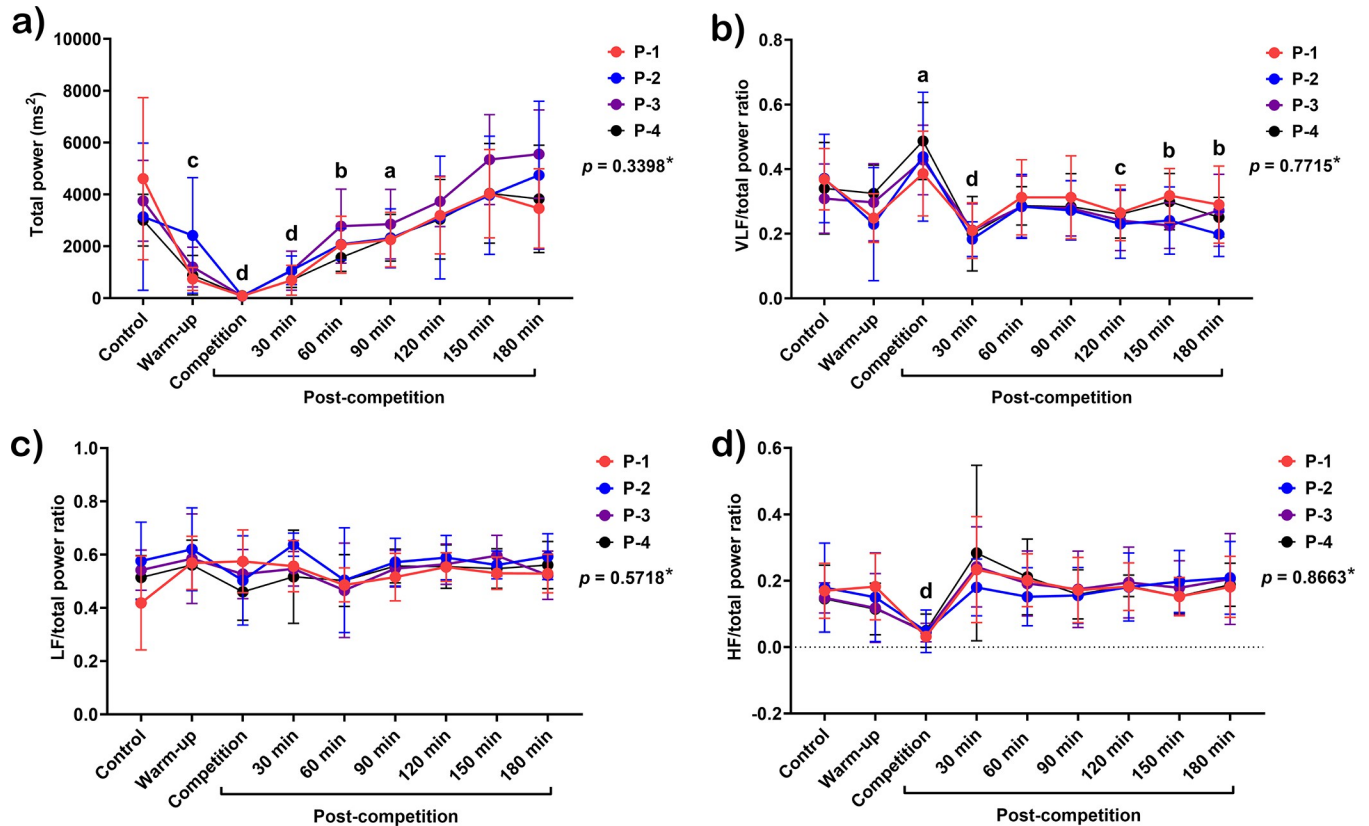 a)
Total power (ms²)
10000
8000
6000
4000
2000
0
c
d
d
b
a
P-1
P-2
P-3
P-4
p = 0.3398*
Control
Warm-up
Competition
30 min
60 min
90 min
120 min
150 min
180 min
Post-competition
b)
VLF/total power ratio
0.8
0.6
0.4
0.2
0.0
a
d
c
b
b
P-1
P-2
P-3
P-4
p = 0.7715*
Control
Warm-up
Competition
30 min
60 min
90 min
120 min
150 min
180 min
Post-competition
c)
LF/total power ratio
1.0
0.8
0.6
0.4
0.2
0.0
P-1
P-2
P-3
P-4
p = 0.5718*
Control
Warm-up
Competition
30 min
60 min
90 min
120 min
150 min
180 min
Post-competition
d)
HF/total power ratio
0.6
0.4
0.2
0.0
-0.2
d
P-1
P-2
P-3
P-4
p = 0.8663*
Control
Warm-up
Competition
30 min
60 min
90 min
120 min
150 min
180 min
Post-competition